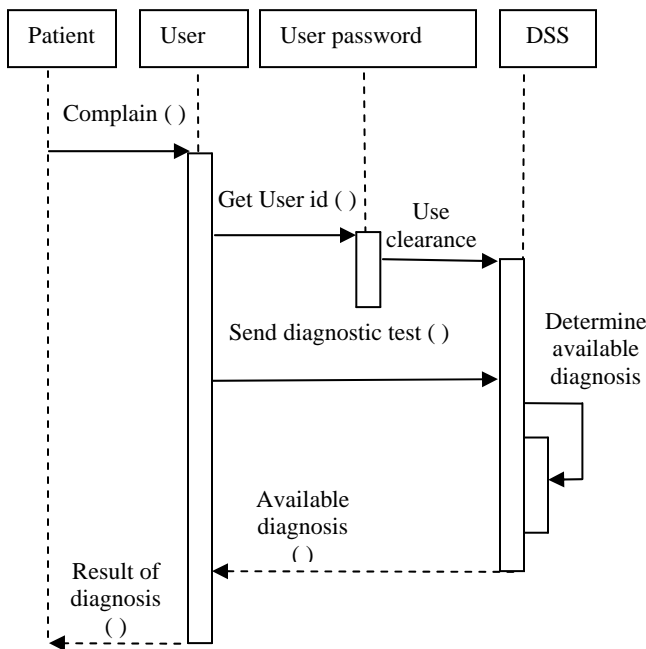 Patient
User
User password
DSS
Complain ( )
Get User id ( )
Use
clearance
Send diagnostic test ( )
Determine
available
diagnosis
Available
diagnosis
( )
Result of
diagnosis
( )